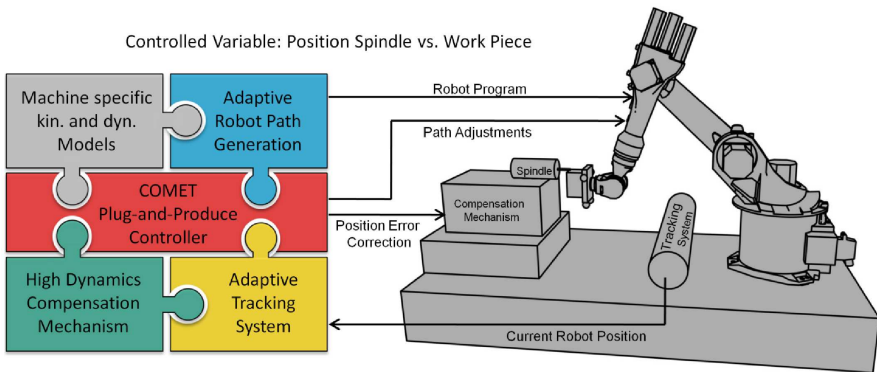 Controlled Variable: Position Spindle vs. Work Piece
Machine specific
kin. and dyn.
Models
Adaptive
Robot Path
Generation
COMET
Plug-and-Produce
Controller
High Dynamics
Compensation
Mechanism
Adaptive
Tracking
System
Robot Program
Path Adjustments
Position Error
Correction
Current Robot Position
Spindle
Compensation
Mechanism
Tracking
System